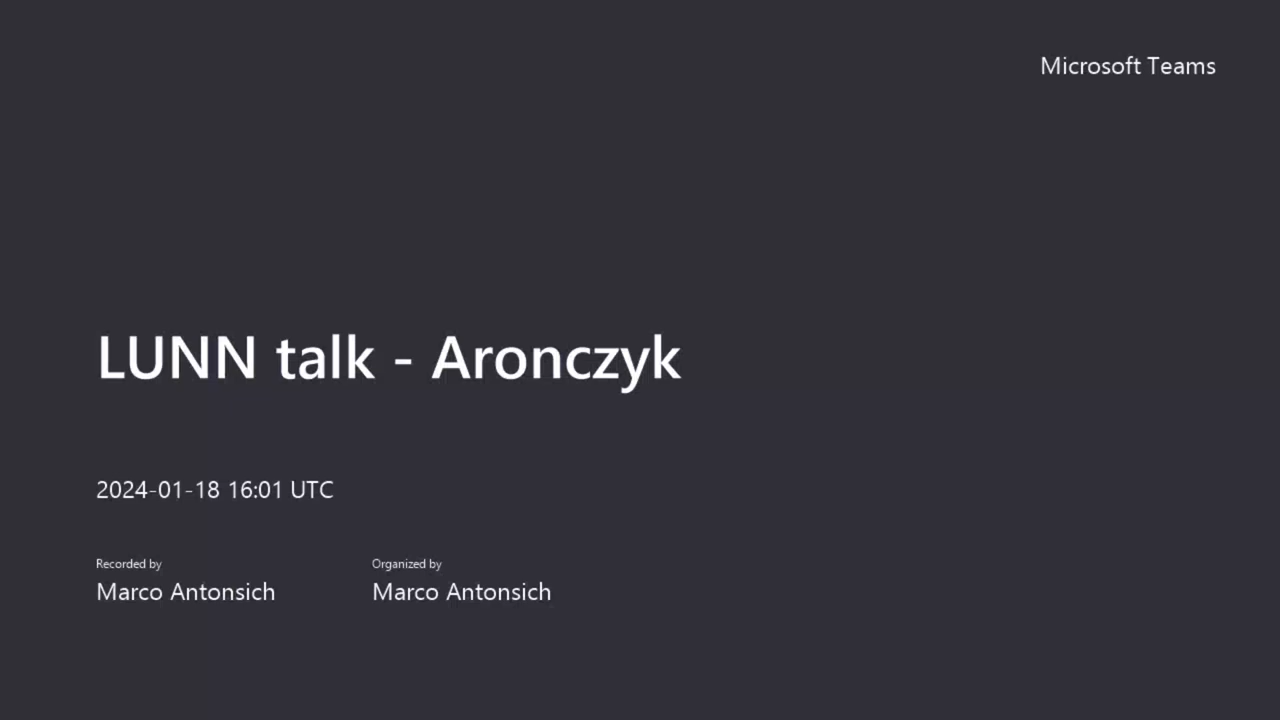 Microsoft Teams
LUNN talk - Aronczyk
2024-01-18 16:01 UTC
Recorded by
Marco Antonsich
Organized by
Marco Antonsich